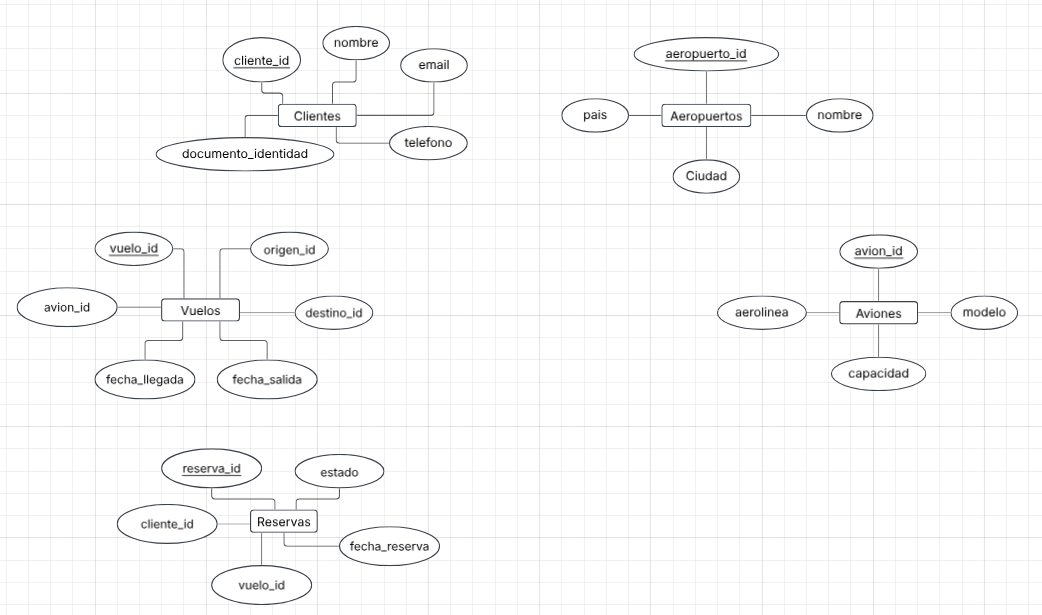 cliente_id
nombre
email
Clientes
documento_identidad
telefono
aeropuerto_id
pais
Aeropuertos
nombre
Ciudad
vuelo_id
origen_id
avion_id
Vuelos
destino_id
fecha_llegada
fecha_salida
avion_id
aerolinea
Aviones
modelo
capacidad
reserva_id
estado
cliente_id
Reservas
fecha_reserva
vuelo_id